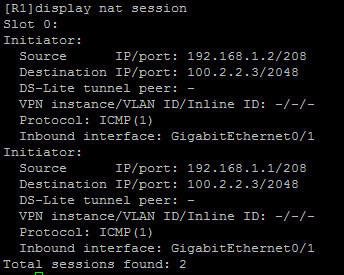 [R1]display nat session
Slot 0:
Initiator:
  Source      IP/port: 192.168.1.2/208
  Destination IP/port: 100.2.2.3/2048
  DS-Lite tunnel peer: -
  VPN instance/VLAN ID/Inline ID: -/-/-
  Protocol: ICMP(1)
  Inbound interface: GigabitEthernet0/1
Initiator:
  Source      IP/port: 192.168.1.1/208
  Destination IP/port: 100.2.2.3/2048
  DS-Lite tunnel peer: -
  VPN instance/VLAN ID/Inline ID: -/-/-
  Protocol: ICMP(1)
  Inbound interface: GigabitEthernet0/1
Total sessions found: 2